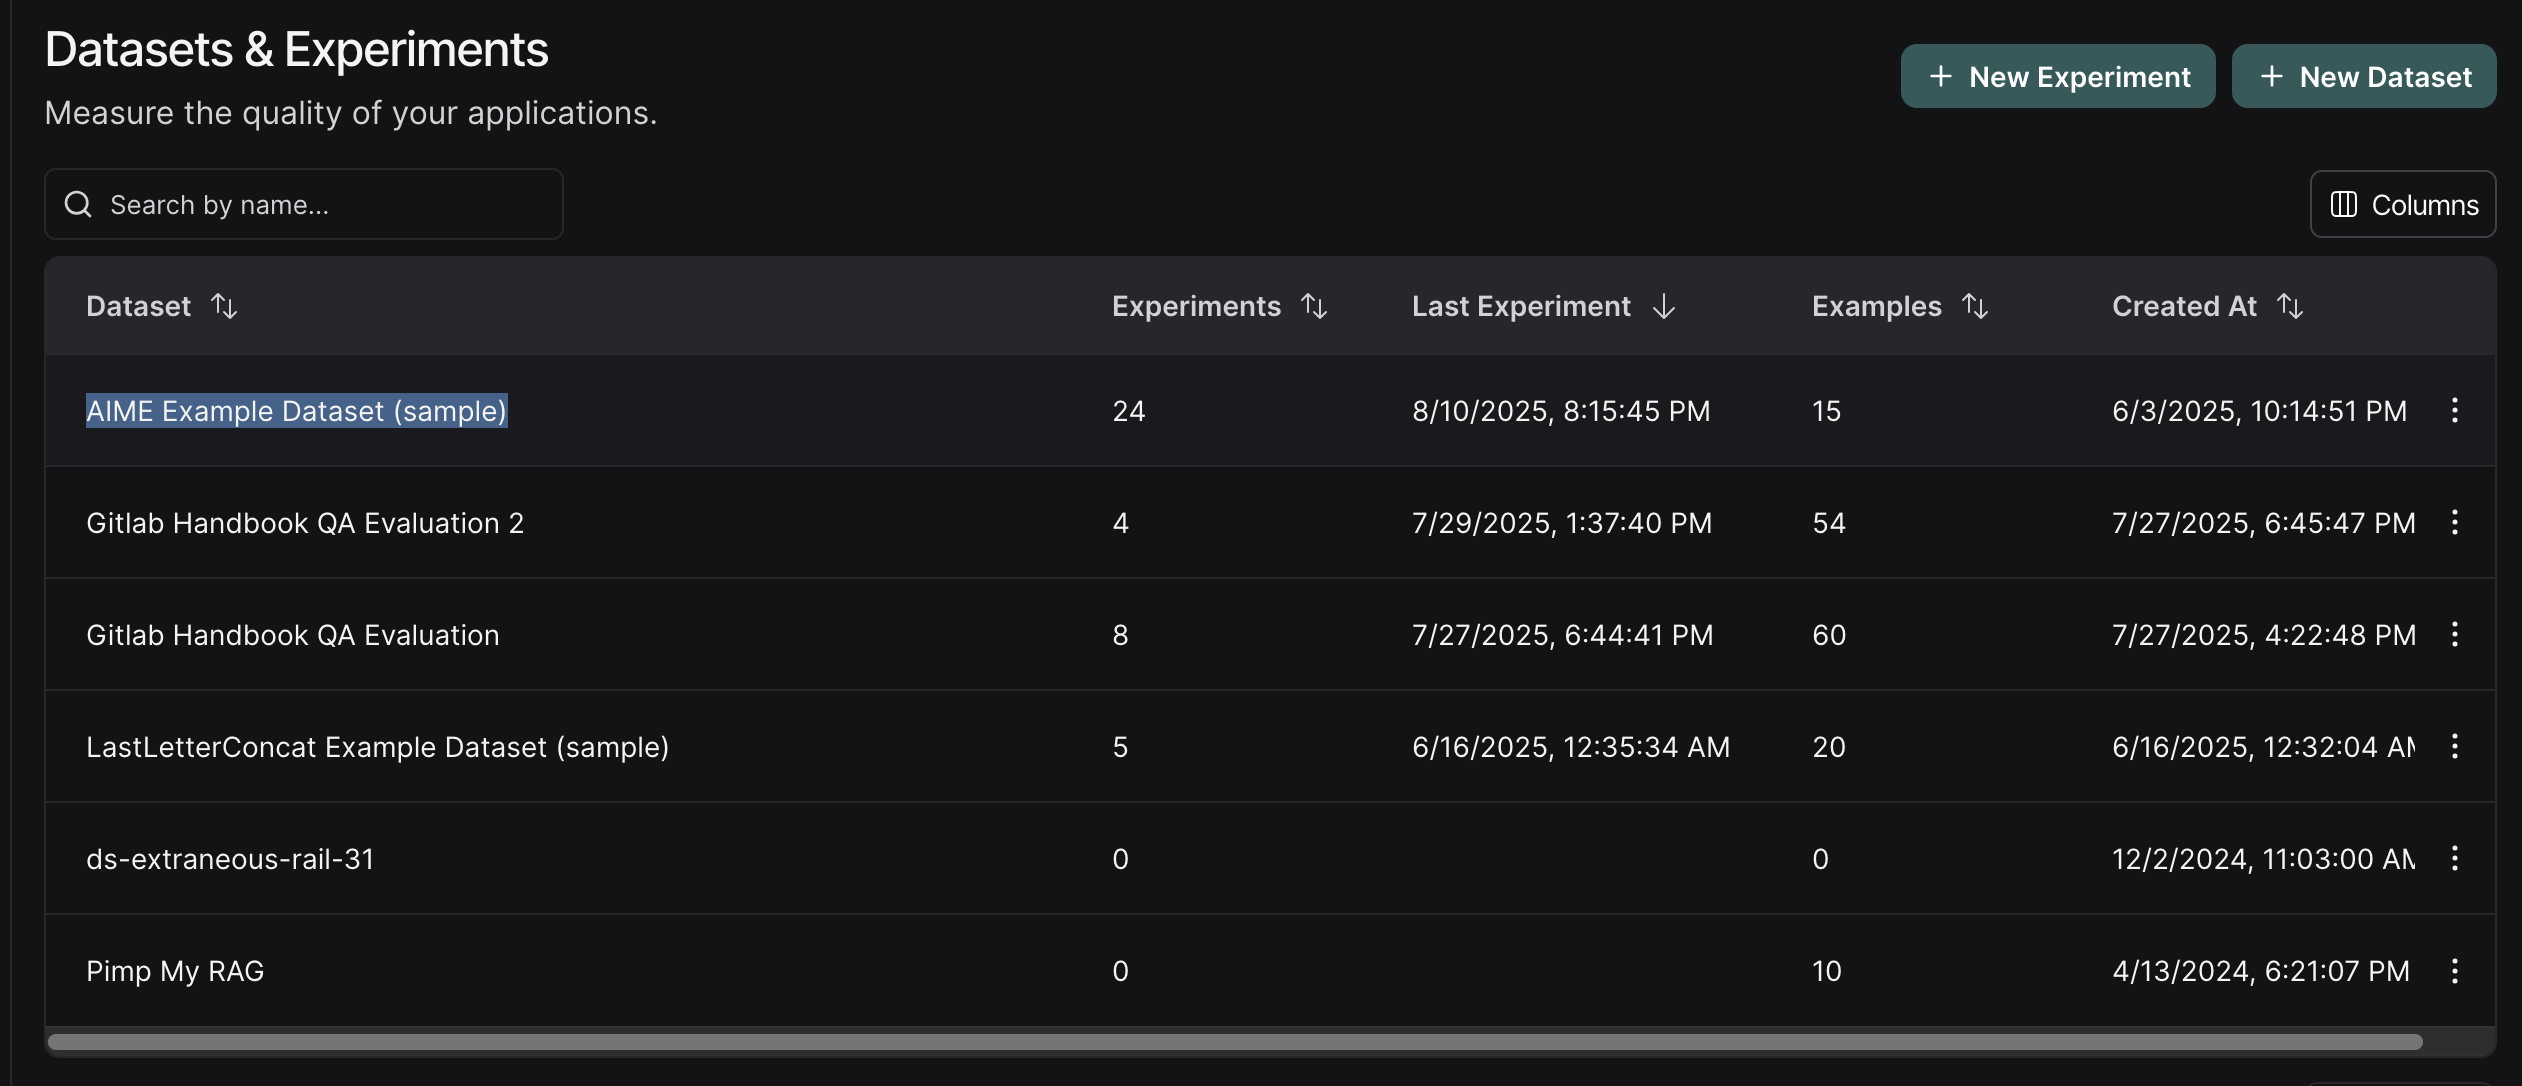 Datasets & Experiments
Measure the quality of your applications.
+ New Experiment
+ New Dataset
Search by name...
Columns
Dataset Experiments Last Experiment Examples Created At
AIME Example Dataset (sample) 24 8/10/2025, 8:15:45 PM 15 6/3/2025, 10:14:51 PM
Gitlab Handbook QA Evaluation 2 4 7/29/2025, 1:37:40 PM 54 7/27/2025, 6:45:47 PM
Gitlab Handbook QA Evaluation 8 7/27/2025, 6:44:41 PM 60 7/27/2025, 4:22:48 PM
LastLetterConcat Example Dataset (sample) 5 6/16/2025, 12:35:34 AM 20 6/16/2025, 12:32:04 AM
ds-extraneous-rail-31 0 0 12/2/2024, 11:03:00 AM
Pimp My RAG 0 10 4/13/2024, 6:21:07 PM